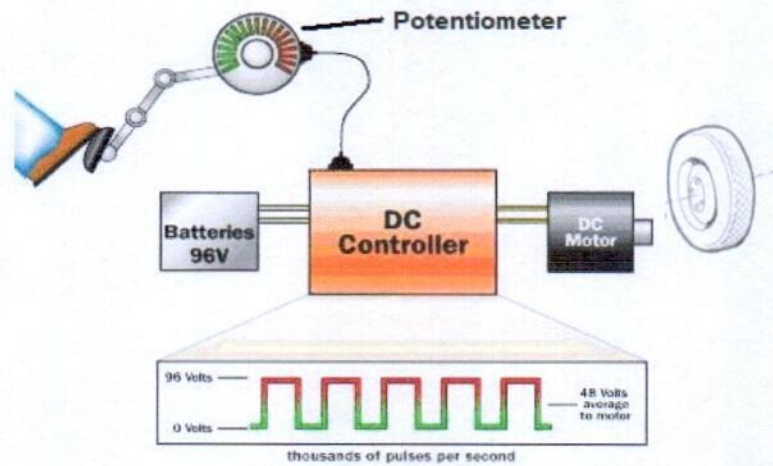 Potentiometer
Batteries
96V
DC
Controller
DC
Motor
96 Volts
0 Volts
48 Volts
average
to motor
thousands of pulses per second